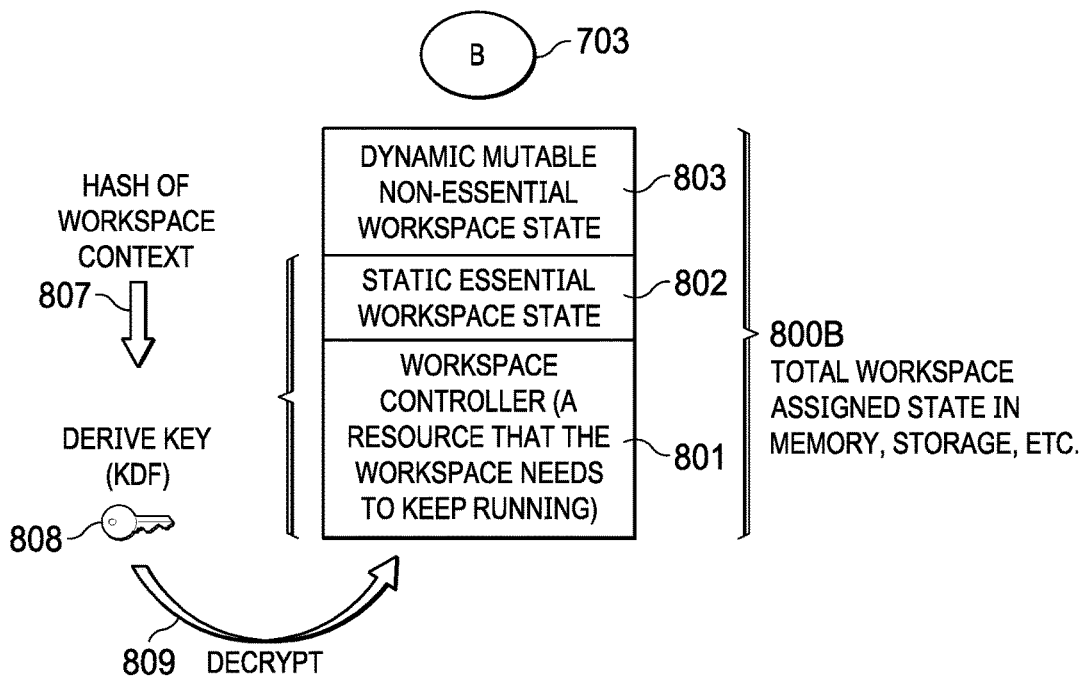 B
703
DYNAMIC MUTABLE
NON-ESSENTIAL
WORKSPACE STATE
803
HASH OF
WORKSPACE
CONTEXT
807
STATIC ESSENTIAL
WORKSPACE STATE
802
800B
TOTAL WORKSPACE
ASSIGNED STATE IN
MEMORY, STORAGE, ETC.
WORKSPACE
CONTROLLER (A
RESOURCE THAT THE
WORKSPACE NEEDS
TO KEEP RUNNING)
801
DERIVE KEY
(KDF)
808
809
DECRYPT